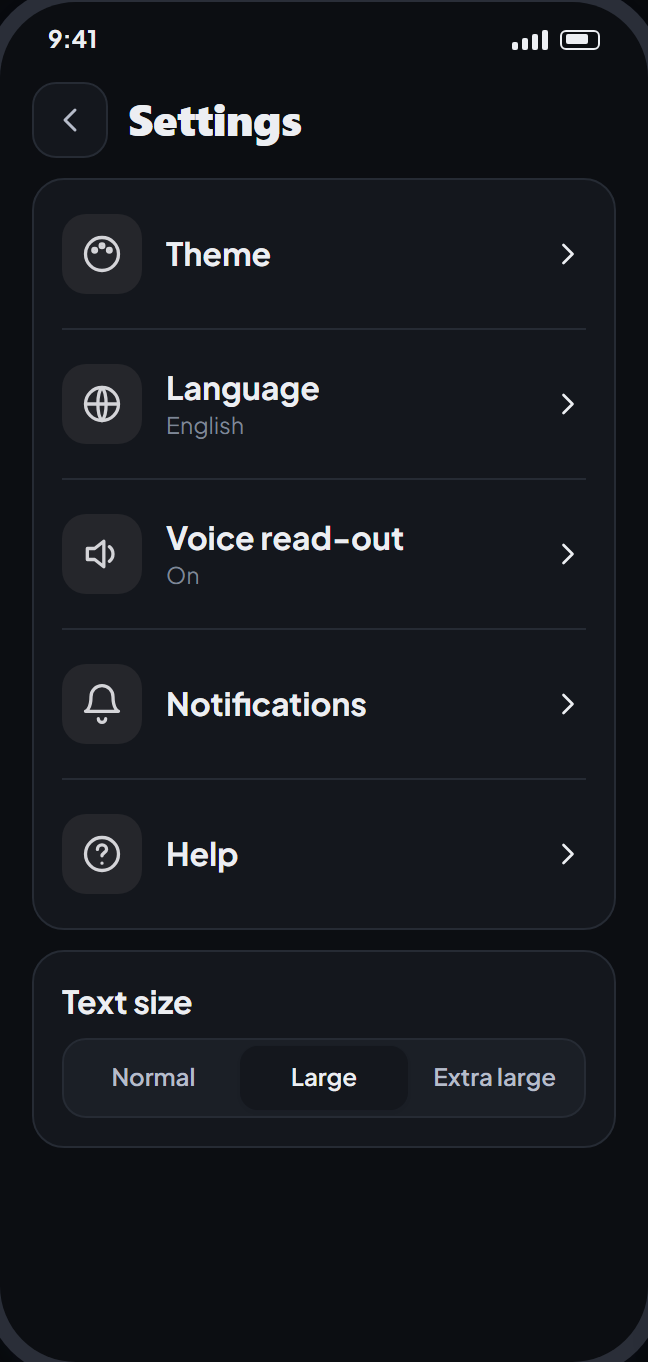 9:41
Settings
Theme
Language
English
Voice read-out
On
Notifications
Help
Text size
Normal Large Extra large